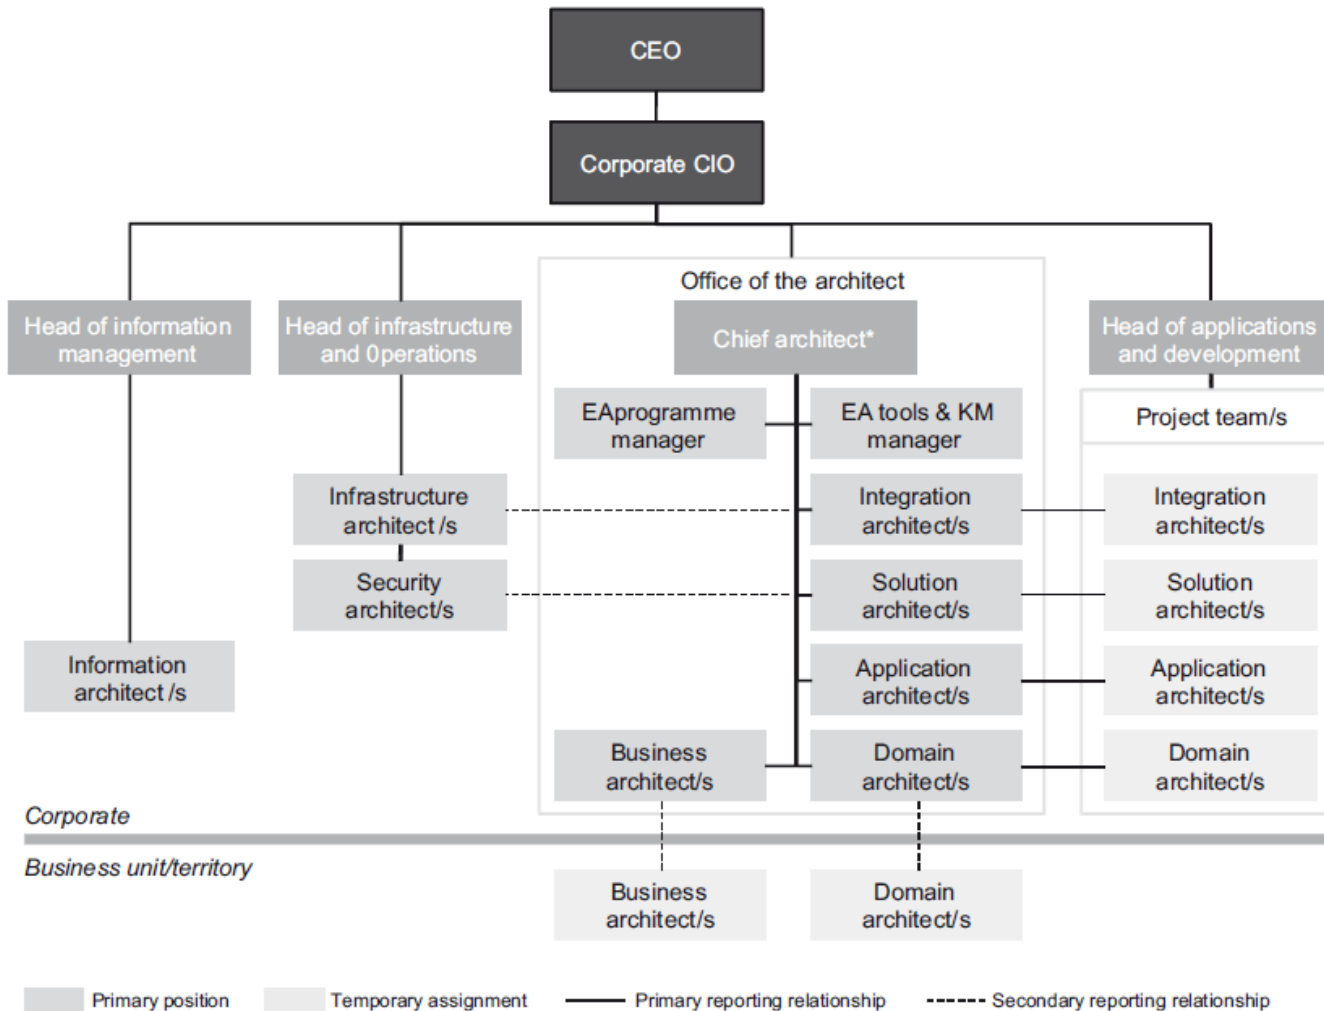 CEO
Corporate CIO
Office of the architect
Head of information
management
Head of infrastructure
and 0perations
Chief architect*
Head of applications
and development
EAprogramme
manager
EA tools & KM
manager
Project team/s
Infrastructure
architect /s
Integration
architect/s
Integration
architect/s
Security
architect/s
Solution
architect/s
Solution
architect/s
Information
architect /s
Application
architect/s
Application
architect/s
Business
architect/s
Domain
architect/s
Domain
architect/s
Corporate
Business unit/territory
Business
architect/s
Domain
architect/s
Primary position
Temporary assignment
Primary reporting relationship
Secondary reporting relationship